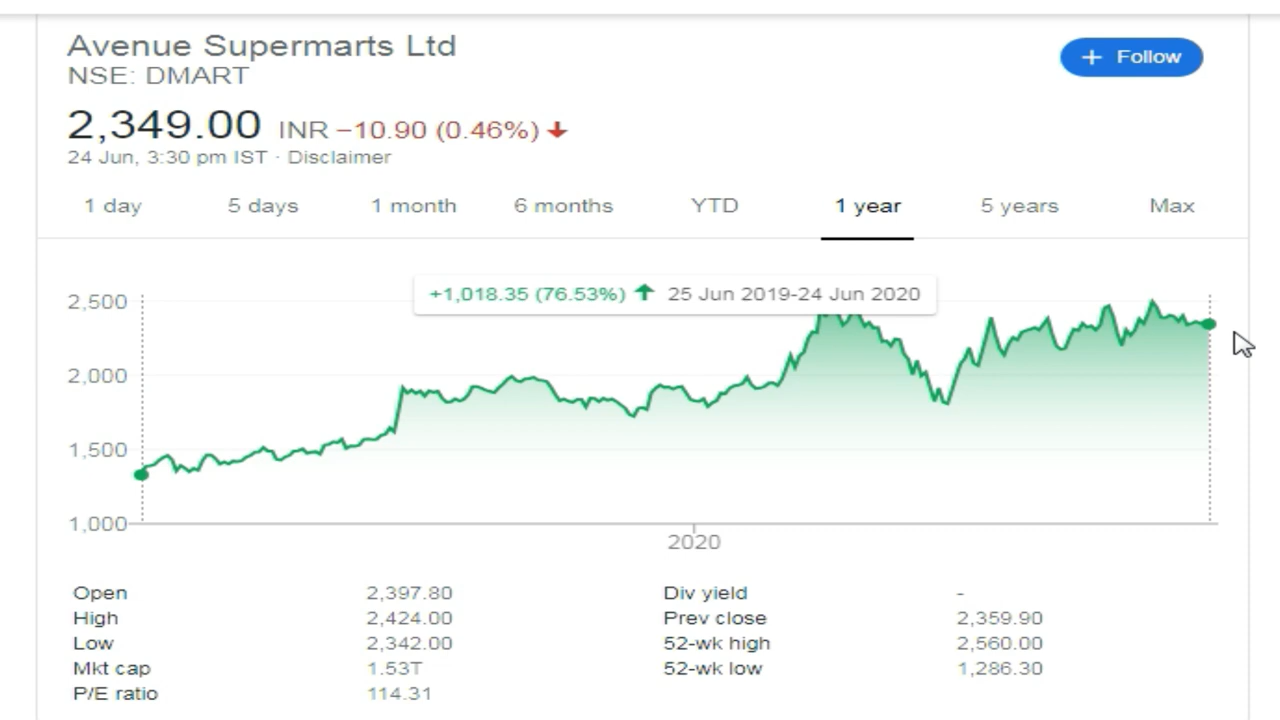 Avenue Supermarts Ltd
+ Follow
NSE: DMART
2,349.00 INR −10.90 (0.46%)
24 Jun, 3:30 pm IST · Disclaimer
1 day 5 days 1 month 6 months YTD 1 year 5 years Max
+1,018.35 (76.53%) 25 Jun 2019-24 Jun 2020
2,500
2,000
1,500
1,000
2020
Open 2,397.80 Div yield -
High 2,424.00 Prev close 2,359.90
Low 2,342.00 52-wk high 2,560.00
Mkt cap 1.53T 52-wk low 1,286.30
P/E ratio 114.31